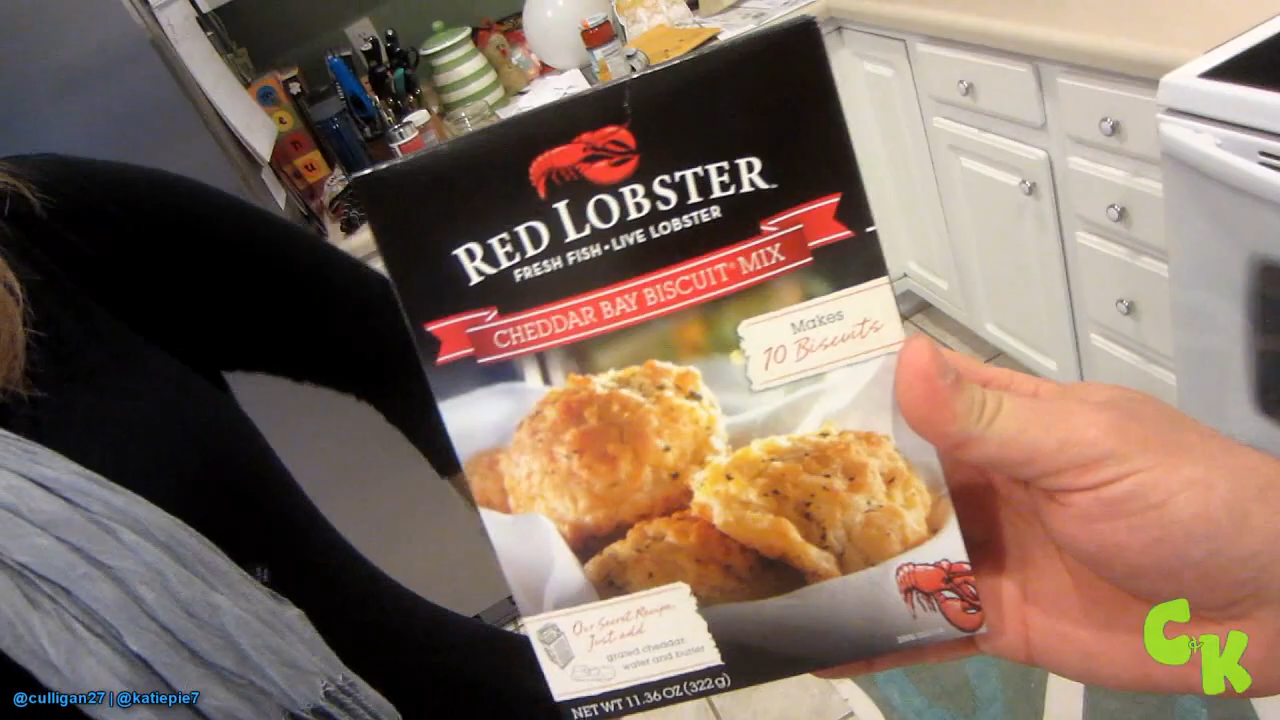 RED LOBSTER
FRESH FISH · LIVE LOBSTER
CHEDDAR BAY BISCUIT® MIX
Makes
10 Biscuits
Our Secret Recipe,
Just add
grated cheddar,
water and butter
NET WT 11.36 OZ (322 g)
C&K
@culligan27 | @katiepie7